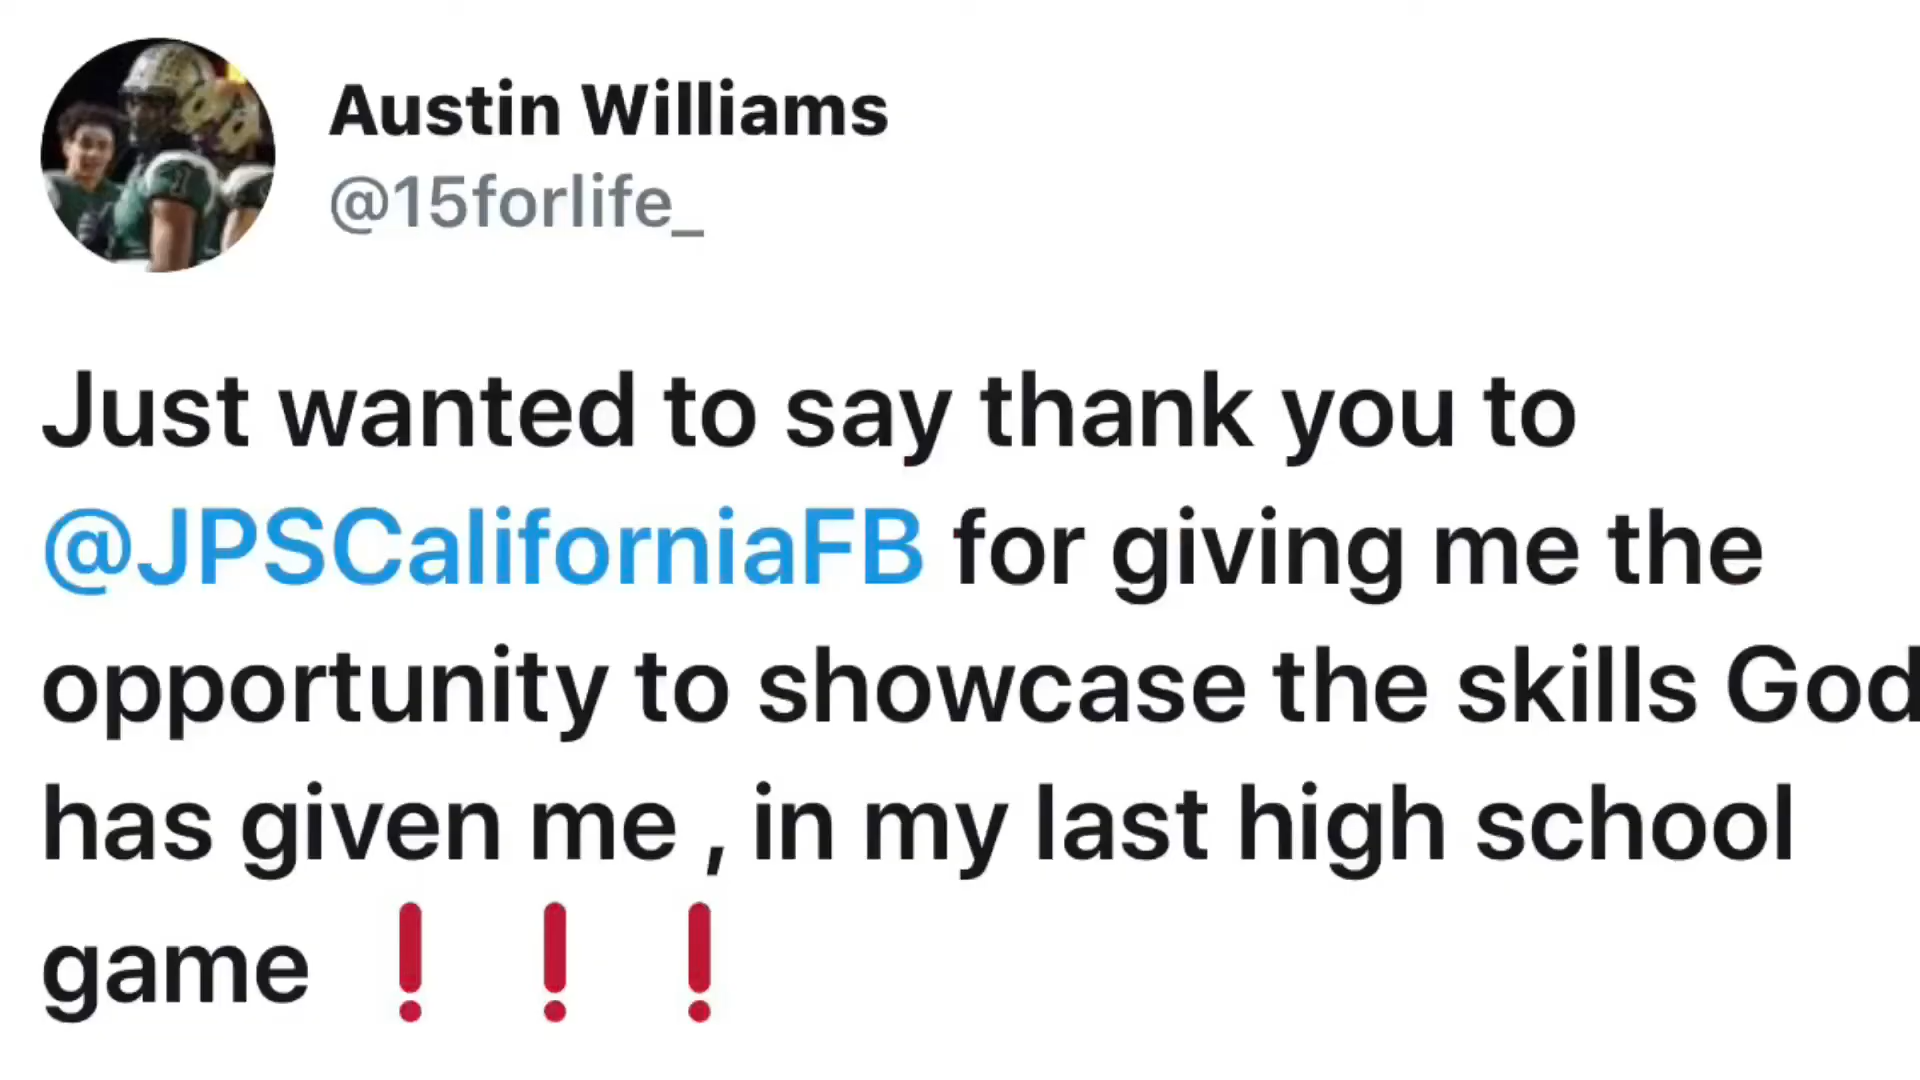 Austin Williams
@15forlife_
Just wanted to say thank you to
@JPSCaliforniaFB for giving me the
opportunity to showcase the skills God
has given me , in my last high school
game ❗ ❗ ❗